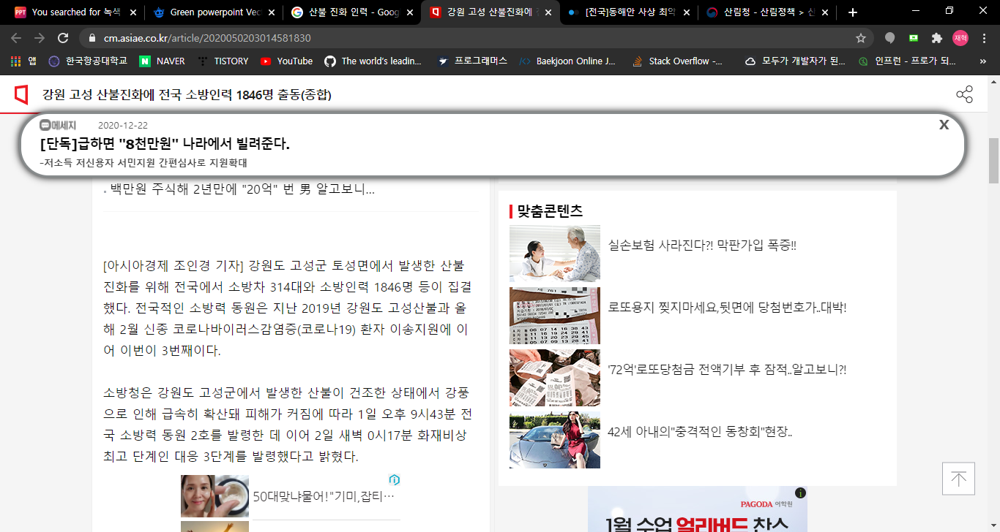 You searched for 녹색
Green powerpoint Vec
산불 진화 인력 - Goog
강원 고성 산불진화에
[전국]동해안 사상 최악
산림청 - 산림정책 > 산
cm.asiae.co.kr/article/2020050203014581830
재혁
앱
한국항공대학교
NAVER
TISTORY
YouTube
The world's leadin...
프로그래머스
Baekjoon Online J...
Stack Overflow -...
모두가 개발자가 된...
인프런 - 프로가 되...
강원 고성 산불진화에 전국 소방인력 1846명 출동(종합)
메세지 2020-12-22
X
[단독]급하면 "8천만원" 나라에서 빌려준다.
-저소득 저신용자 서민지원 간편심사로 지원확대
백만원 주식해 2년만에 "20억" 번 男 알고보니...
[아시아경제 조인경 기자] 강원도 고성군 토성면에서 발생한 산불
진화를 위해 전국에서 소방차 314대와 소방인력 1846명 등이 집결
했다. 전국적인 소방력 동원은 지난 2019년 강원도 고성산불과 올
해 2월 신종 코로나바이러스감염증(코로나19) 환자 이송지원에 이
어 이번이 3번째이다.
소방청은 강원도 고성군에서 발생한 산불이 건조한 상태에서 강풍
으로 인해 급속히 확산돼 피해가 커짐에 따라 1일 오후 9시43분 전
국 소방력 동원 2호를 발령한 데 이어 2일 새벽 0시17분 화재비상
최고 단계인 대응 3단계를 발령했다고 밝혔다.
50대맞냐물어!"기미,잡티…
맞춤콘텐츠
실손보험 사라진다?! 막판가입 폭증!!
로또용지 찢지마세요,뒷면에 당첨번호가..대박!
'72억'로또당첨금 전액기부 후 잠적..알고보니?!
42세 아내의"충격적인 동창회"현장..
PAGODA 어학원
1월 수업 얼리버드 찬스